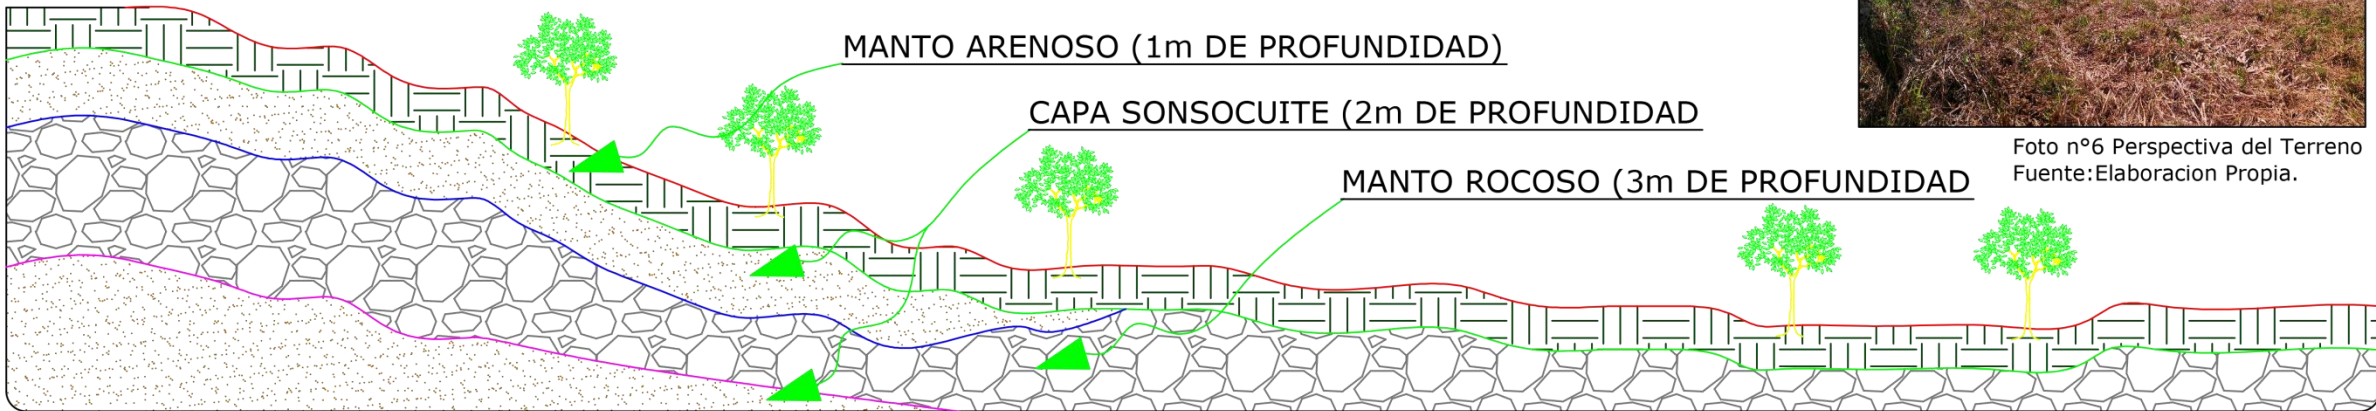 MANTO ARENOSO (1m DE PROFUNDIDAD)
CAPA SONSOCUITE (2m DE PROFUNDIDAD
MANTO ROCOSO (3m DE PROFUNDIDAD
Foto n°6 Perspectiva del Terreno
Fuente:Elaboracion Propia.